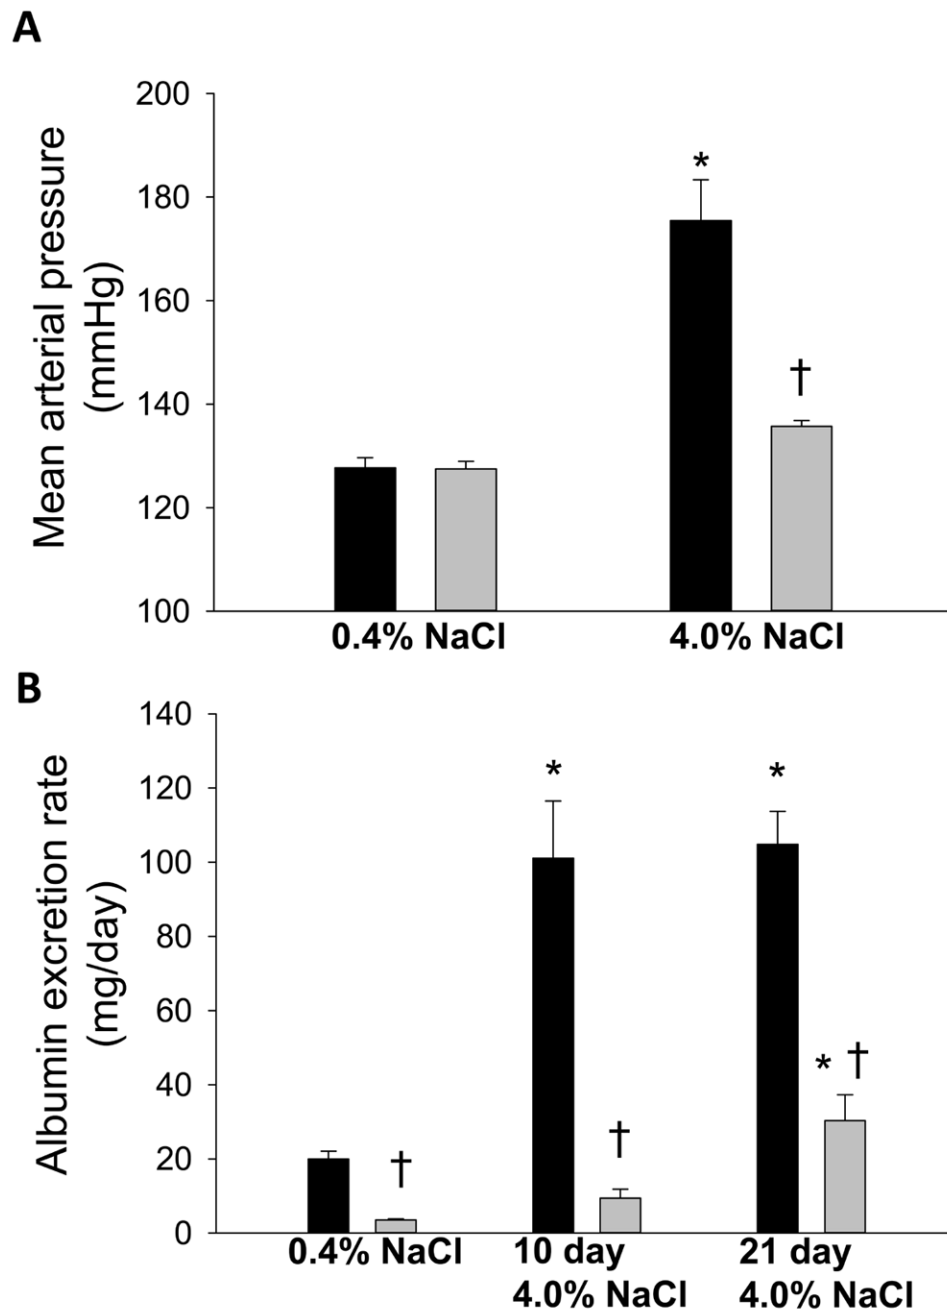 A
Mean arterial pressure
(mmHg)
200
180
160
140
120
100
*
†
0.4% NaCl
4.0% NaCl
B
Albumin excretion rate
(mg/day)
140
120
100
80
60
40
20
0
†
*
†
*
* †
0.4% NaCl
10 day
4.0% NaCl
21 day
4.0% NaCl